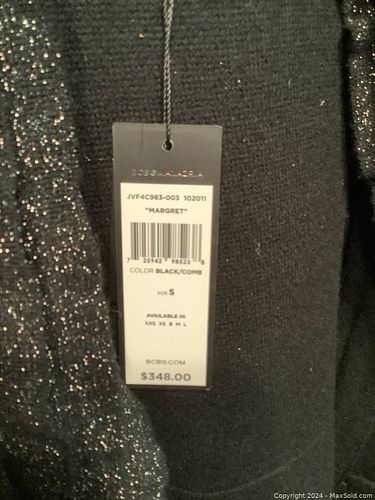 BCBGMAXAZRIA
JVF4C983-003 102011
"MARGRET"
7 25942 98523 8
COLOR BLACK/COMB
SIZE S
AVAILABLE IN
XXS XS S M L
BCBG.COM
$348.00
Copyright © 2024 - MaxSold.com